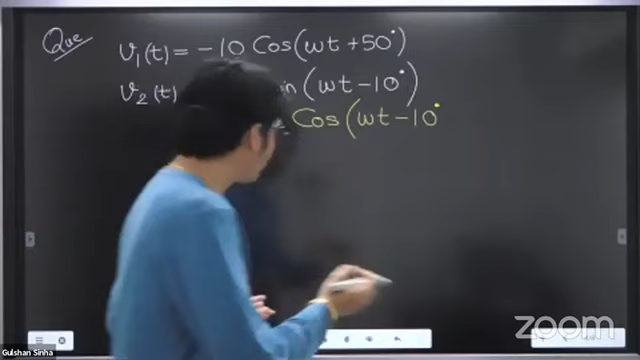 Que
v₁(t) = -10 Cos(ωt + 50°)
v₂(t) in (ωt - 10°)
Cos (ωt - 10°
zoom
Gulshan Sinha